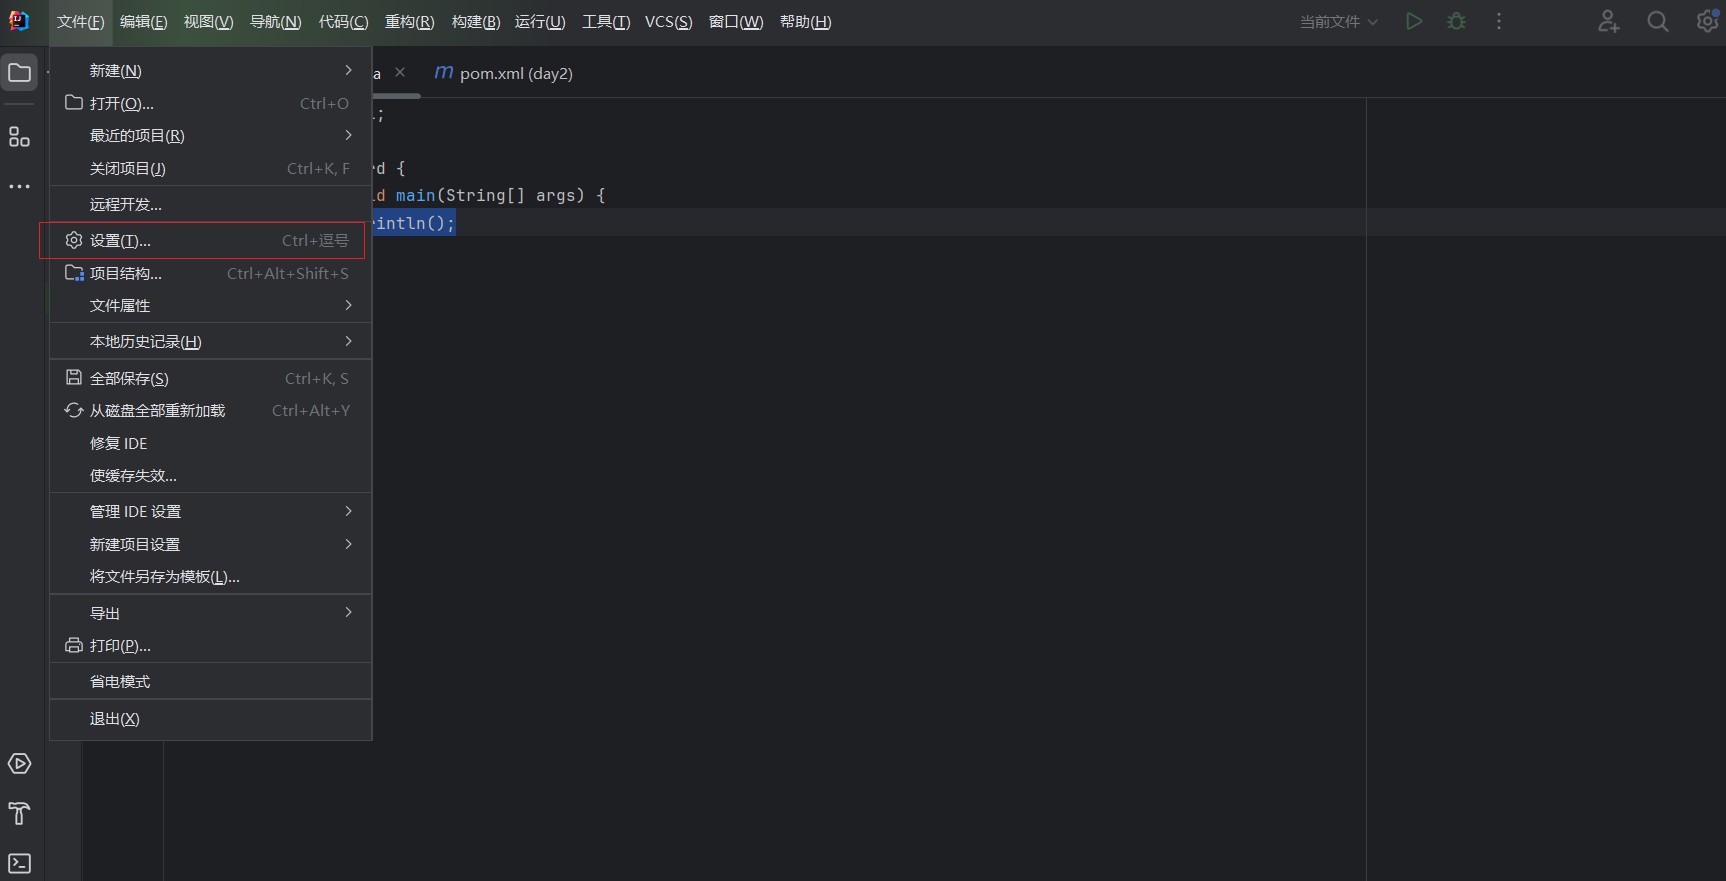 文件(F) 编辑(E) 视图(V) 导航(N) 代码(C) 重构(R) 构建(B) 运行(U) 工具(T) VCS(S) 窗口(W) 帮助(H) 当前文件
a pom.xml (day2)
新建(N)
打开(O)... Ctrl+O
最近的项目(R)
关闭项目(J) Ctrl+K, F
远程开发...
设置(T)... Ctrl+逗号
项目结构... Ctrl+Alt+Shift+S
文件属性
本地历史记录(H)
全部保存(S) Ctrl+K, S
从磁盘全部重新加载 Ctrl+Alt+Y
修复 IDE
使缓存失效...
管理 IDE 设置
新建项目设置
将文件另存为模板(L)...
导出
打印(P)...
省电模式
退出(X)
;
d {
d main(String[] args) {
intln();